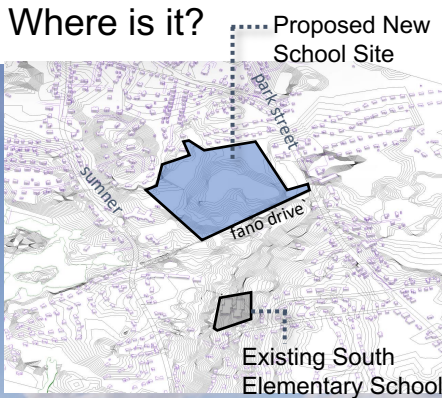 Where is it?
Proposed New
School Site
park street
sumner
fano drive`
Existing South
Elementary School